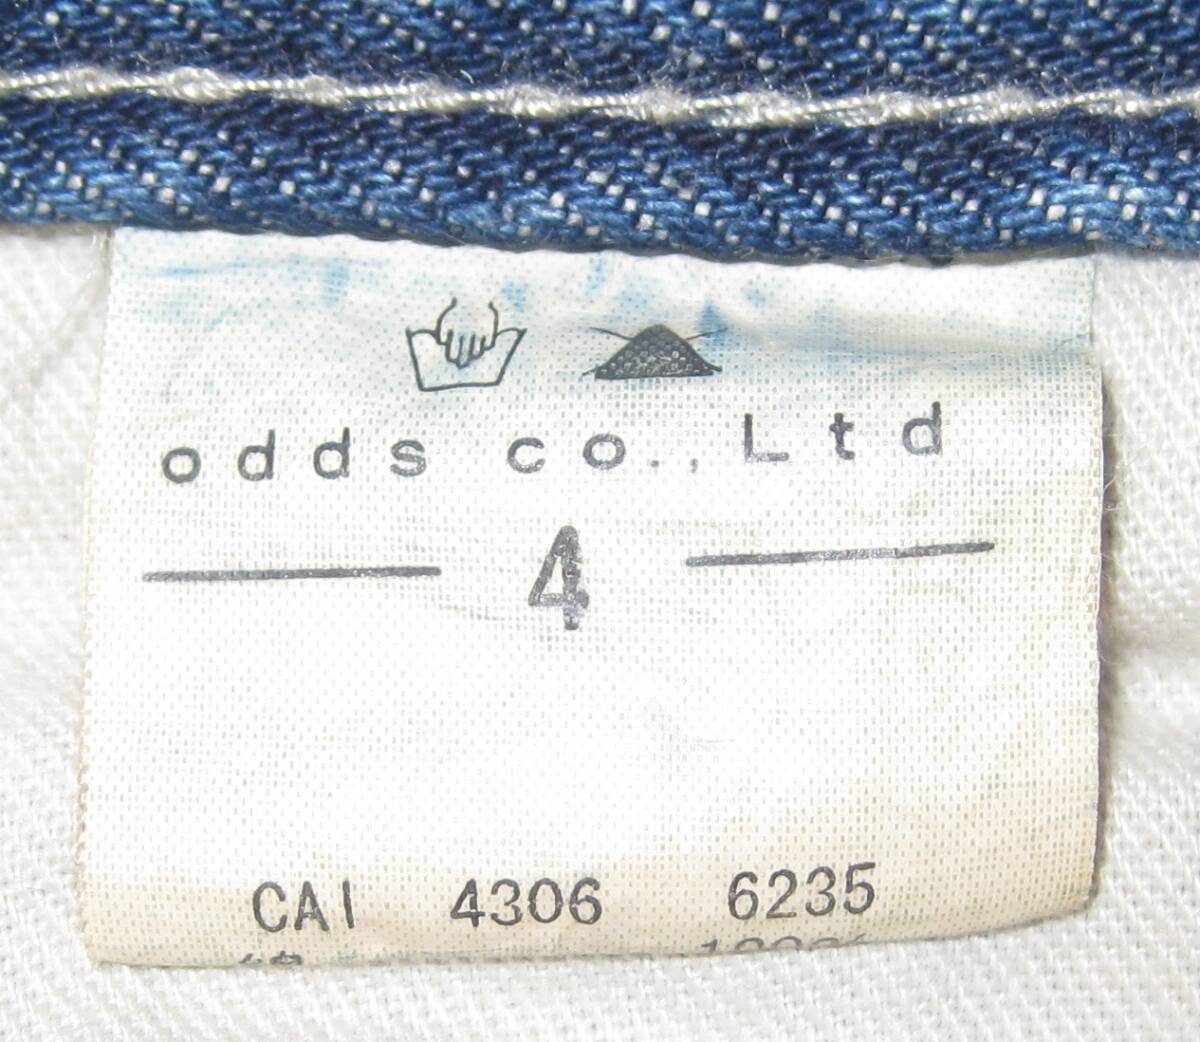 odds co., Ltd
4
CAI 4306 6235